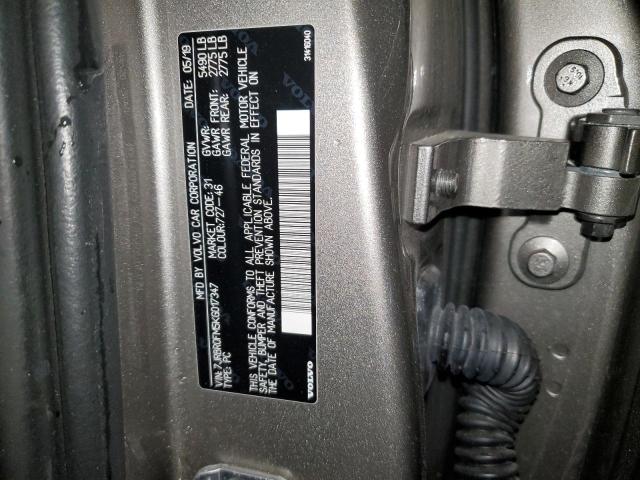 MFD BY VOLVO CAR CORPORATION DATE: 05/19
MARKET CODE: 31 GVWR: 5490 LB
COLOUR: 727-46 GAWR FRONT: 2775 LB
GAWR REAR: 2775 LB
VIN: 7JRBR0FM5KG017347
TYPE: PC
THIS VEHICLE CONFORMS TO ALL APPLICABLE FEDERAL MOTOR VEHICLE
SAFETY, BUMPER AND THEFT PREVENTION STANDARDS IN EFFECT ON
THE DATE OF MANUFACTURE SHOWN ABOVE.
VOLVO
31416040